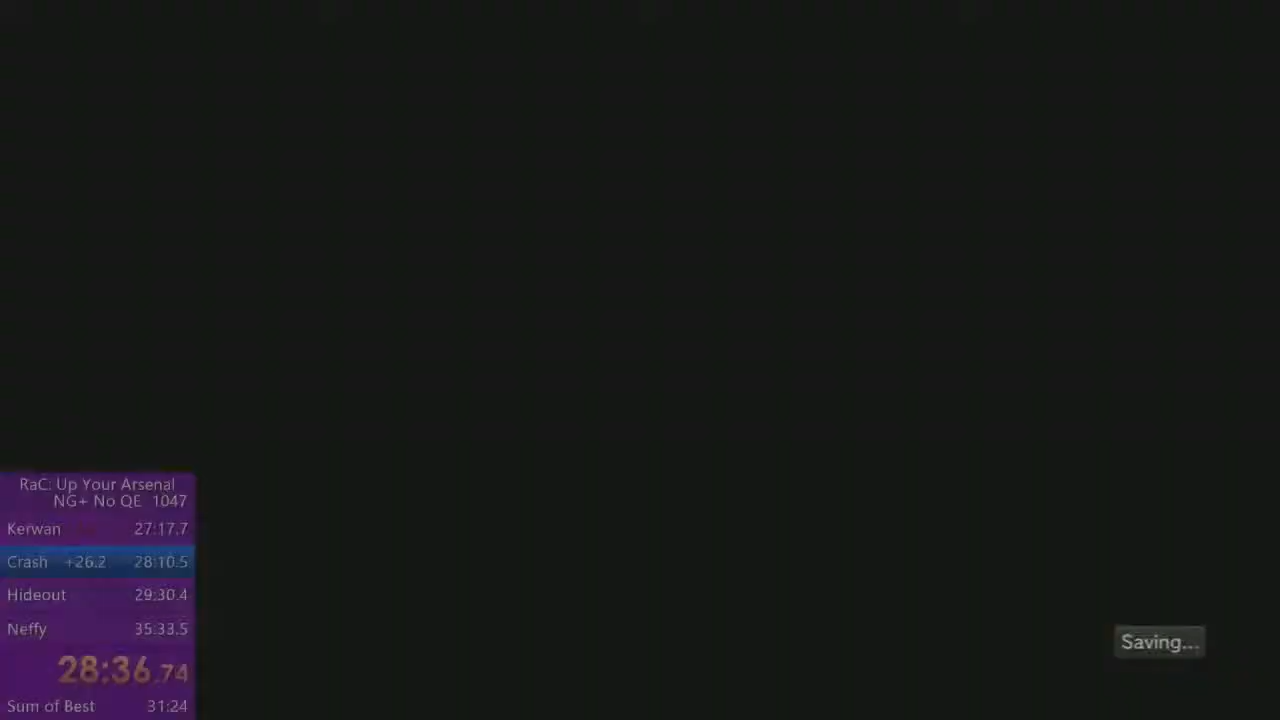 RaC: Up Your Arsenal
NG+ No QE 1047
Kerwan 27:17.7
Crash +26.2 28:10.5
Hideout 29:30.4
Neffy 35:33.5
28:36.74
Sum of Best 31:24
Saving...